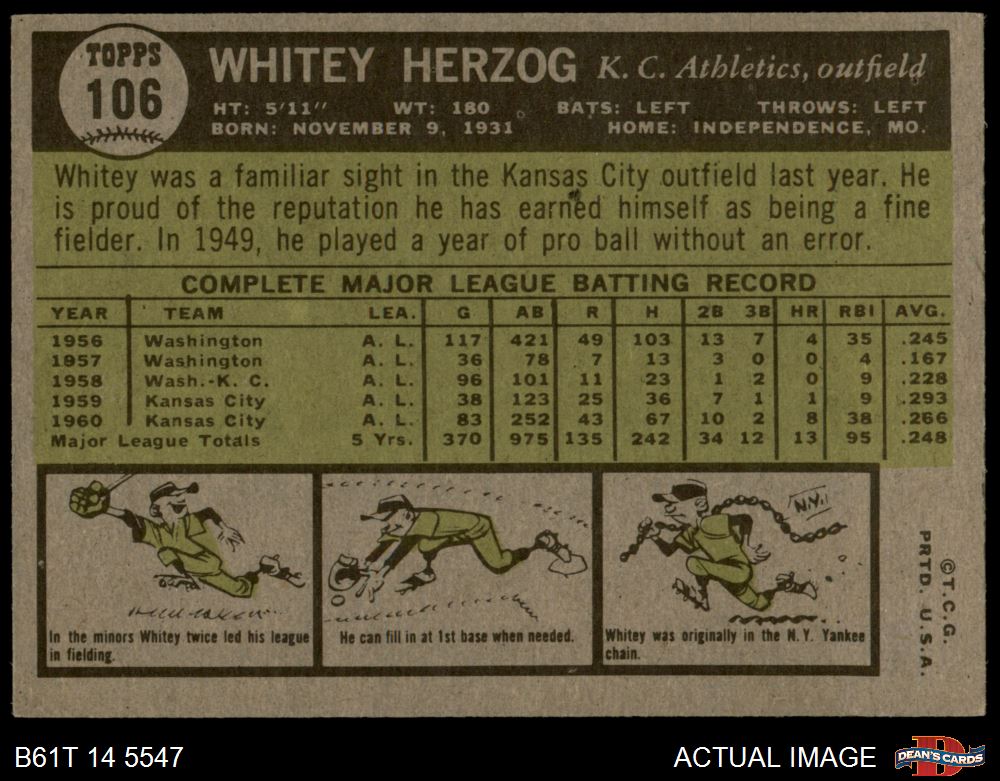 TOPPS
106
WHITEY HERZOG K. C. Athletics, outfield
HT: 5'11" WT: 180 BATS: LEFT THROWS: LEFT
BORN: NOVEMBER 9, 1931 HOME: INDEPENDENCE, MO.
Whitey was a familiar sight in the Kansas City outfield last year. He
is proud of the reputation he has earned himself as being a fine
fielder. In 1949, he played a year of pro ball without an error.
COMPLETE MAJOR LEAGUE BATTING RECORD
YEAR TEAM LEA. G AB R H 2B 3B HR RBI AVG.
1956 Washington A. L. 117 421 49 103 13 7 4 35 .245
1957 Washington A. L. 36 78 7 13 3 0 0 4 .167
1958 Wash.-K. C. A. L. 96 101 11 23 1 2 0 9 .228
1959 Kansas City A. L. 38 123 25 36 7 1 1 9 .293
1960 Kansas City A. L. 83 252 43 67 10 2 8 38 .266
Major League Totals 5 Yrs. 370 975 135 242 34 12 13 95 .248
N.Y.
In the minors Whitey twice led his league
in fielding.
He can fill in at 1st base when needed.
Whitey was originally in the N.Y. Yankee
chain.
©T.C.G.
PRTD. U.S.A.
B61T 14 5547
ACTUAL IMAGE
D
DEAN'S CARDS